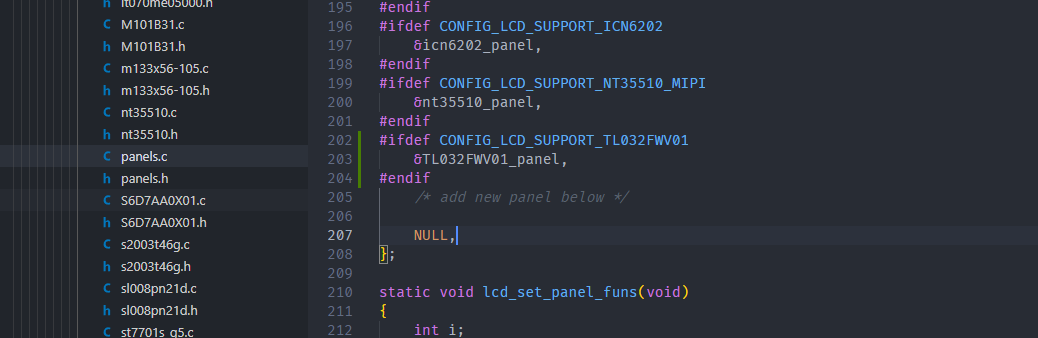 lt070me05000.h
M101B31.c
M101B31.h
m133x56-105.c
m133x56-105.h
nt35510.c
nt35510.h
panels.c
panels.h
S6D7AA0X01.c
S6D7AA0X01.h
s2003t46g.c
s2003t46g.h
sl008pn21d.c
sl008pn21d.h
st7701s_g5.c
195 #endif
196 #ifdef CONFIG_LCD_SUPPORT_ICN6202
197 &icn6202_panel,
198 #endif
199 #ifdef CONFIG_LCD_SUPPORT_NT35510_MIPI
200 &nt35510_panel,
201 #endif
202 #ifdef CONFIG_LCD_SUPPORT_TL032FWV01
203 &TL032FWV01_panel,
204 #endif
205 /* add new panel below */
206
207 NULL,
208 };
209
210 static void lcd_set_panel_funs(void)
211 {
212 int i;